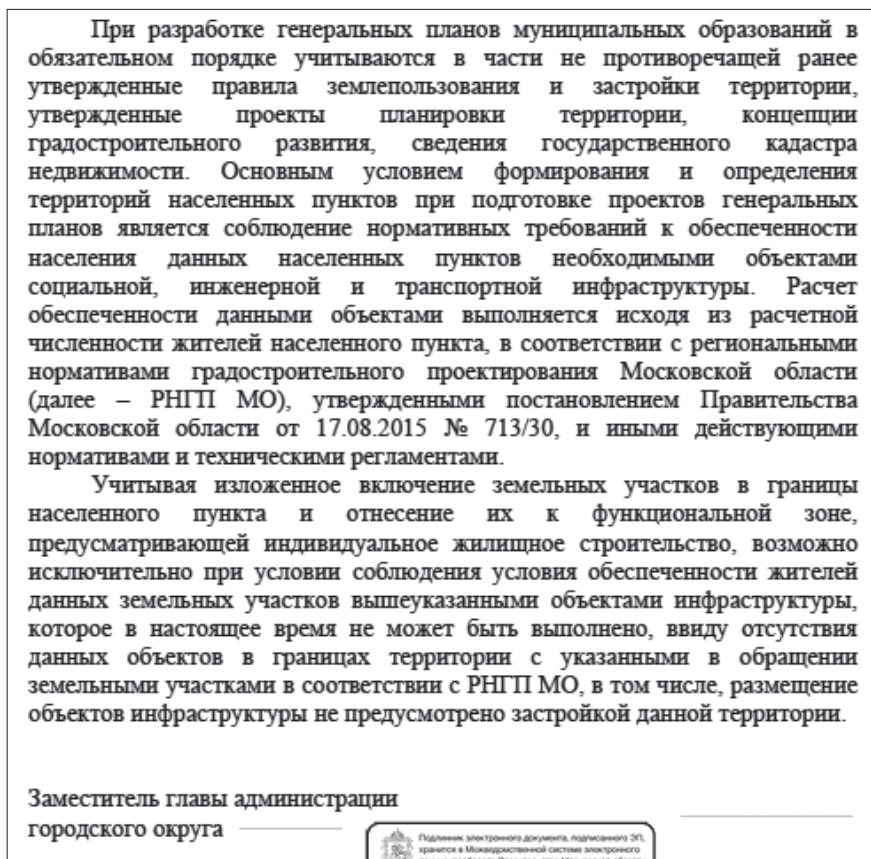 При разработке генеральных планов муниципальных образований в
обязательном порядке учитываются в части не противоречащей ранее
утвержденные правила землепользования и застройки территории,
утвержденные проекты планировки территории, концепции
градостроительного развития, сведения государственного кадастра
недвижимости. Основным условием формирования и определения
территорий населенных пунктов при подготовке проектов генеральных
планов является соблюдение нормативных требований к обеспеченности
населения данных населенных пунктов необходимыми объектами
социальной, инженерной и транспортной инфраструктуры. Расчет
обеспеченности данными объектами выполняется исходя из расчетной
численности жителей населенного пункта, в соответствии с региональными
нормативами градостроительного проектирования Московской области
(далее – РНГП МО), утвержденными постановлением Правительства
Московской области от 17.08.2015 № 713/30, и иными действующими
нормативами и техническими регламентами.
Учитывая изложенное включение земельных участков в границы
населенного пункта и отнесение их к функциональной зоне,
предусматривающей индивидуальное жилищное строительство, возможно
исключительно при условии соблюдения условия обеспеченности жителей
данных земельных участков вышеуказанными объектами инфраструктуры,
которое в настоящее время не может быть выполнено, ввиду отсутствия
данных объектов в границах территории с указанными в обращении
земельными участками в соответствии с РНГП МО, в том числе, размещение
объектов инфраструктуры не предусмотрено застройкой данной территории.
Заместитель главы администрации
городского округа
Подлинник электронного документа, подписанного ЭП,
хранится в Межведомственной системе электронного